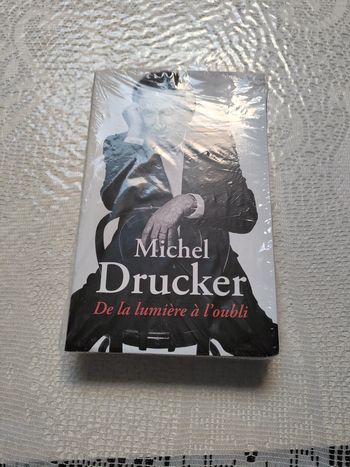 Michel
Drucker
De la lumière à l'oubli